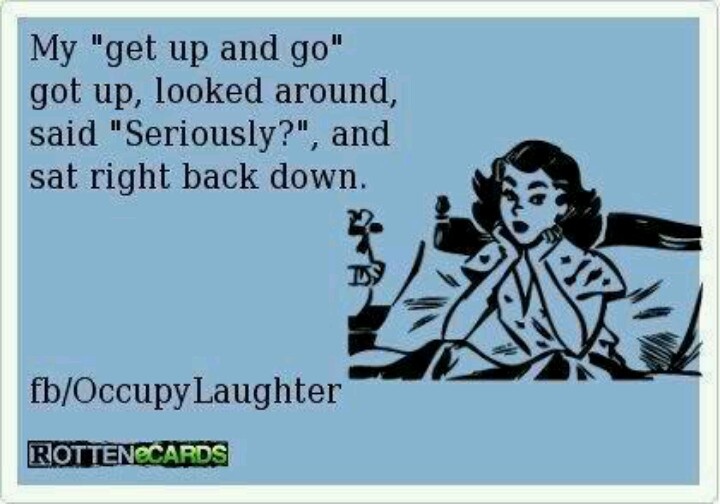 My "get up and go"
got up, looked around,
said "Seriously?", and
sat right back down.
fb/OccupyLaughter
ROTTENeCARDS